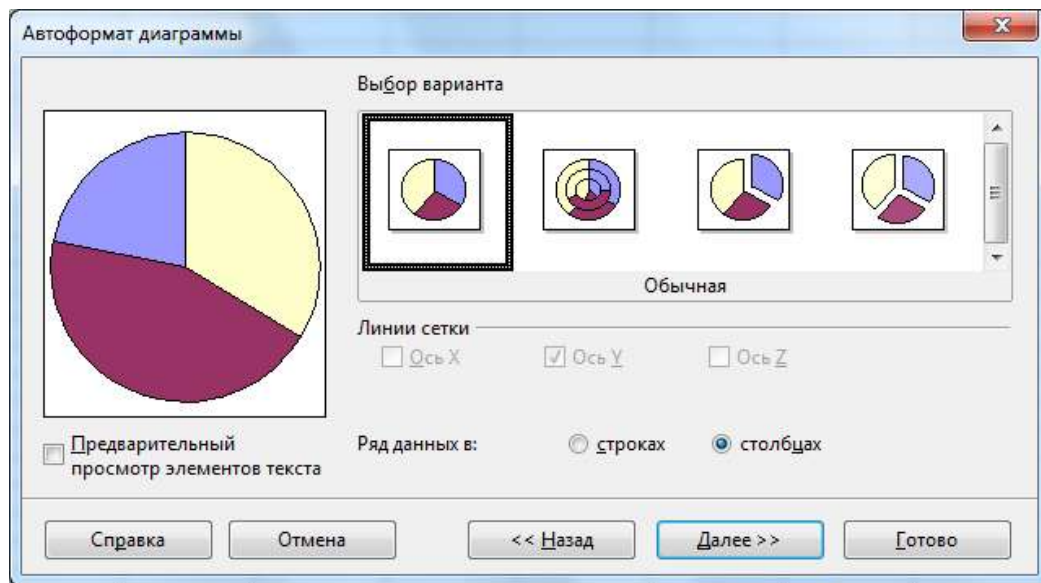 Автоформат диаграммы
Выбор варианта
Обычная
Линии сетки
Ось X Ось Y Ось Z
Предварительный
просмотр элементов текста
Ряд данных в: строках столбцах
Справка Отмена << Назад Далее >> Готово